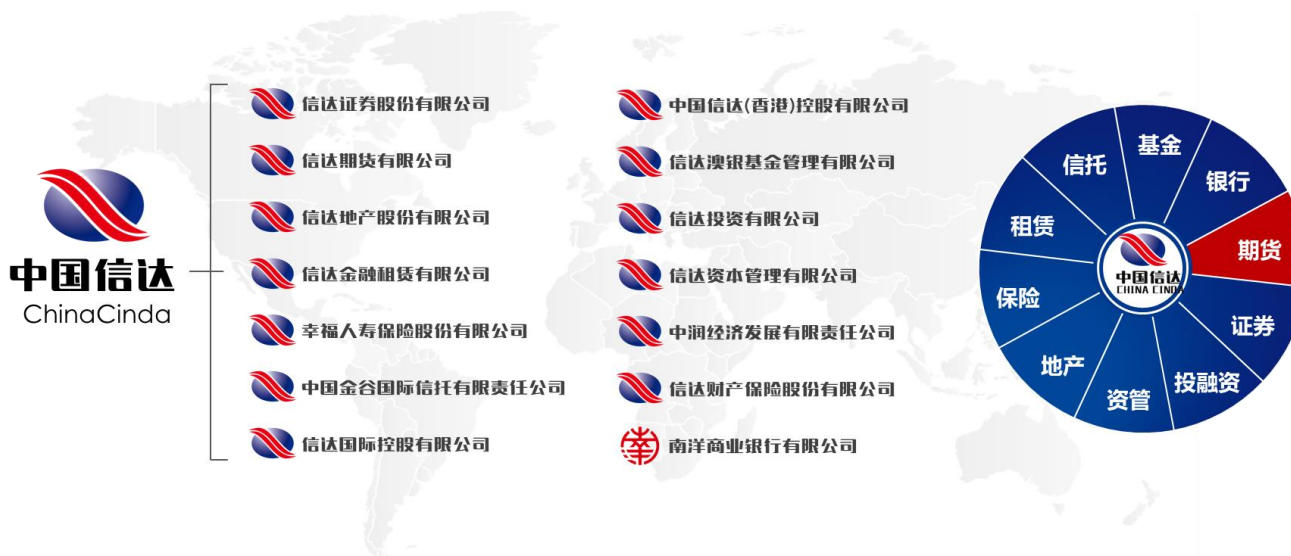 中国信达
ChinaCinda
信达证券股份有限公司
信达期货有限公司
信达地产股份有限公司
信达金融租赁有限公司
幸福人寿保险股份有限公司
中国金谷国际信托有限责任公司
信达国际控股有限公司
中国信达(香港)控股有限公司
信达澳银基金管理有限公司
信达投资有限公司
信达资本管理有限公司
中润经济发展有限责任公司
信达财产保险股份有限公司
南洋商业银行有限公司
基金
银行
期货
证券
投融资
资管
地产
保险
租赁
信托
中国信达
CHINA CINDA